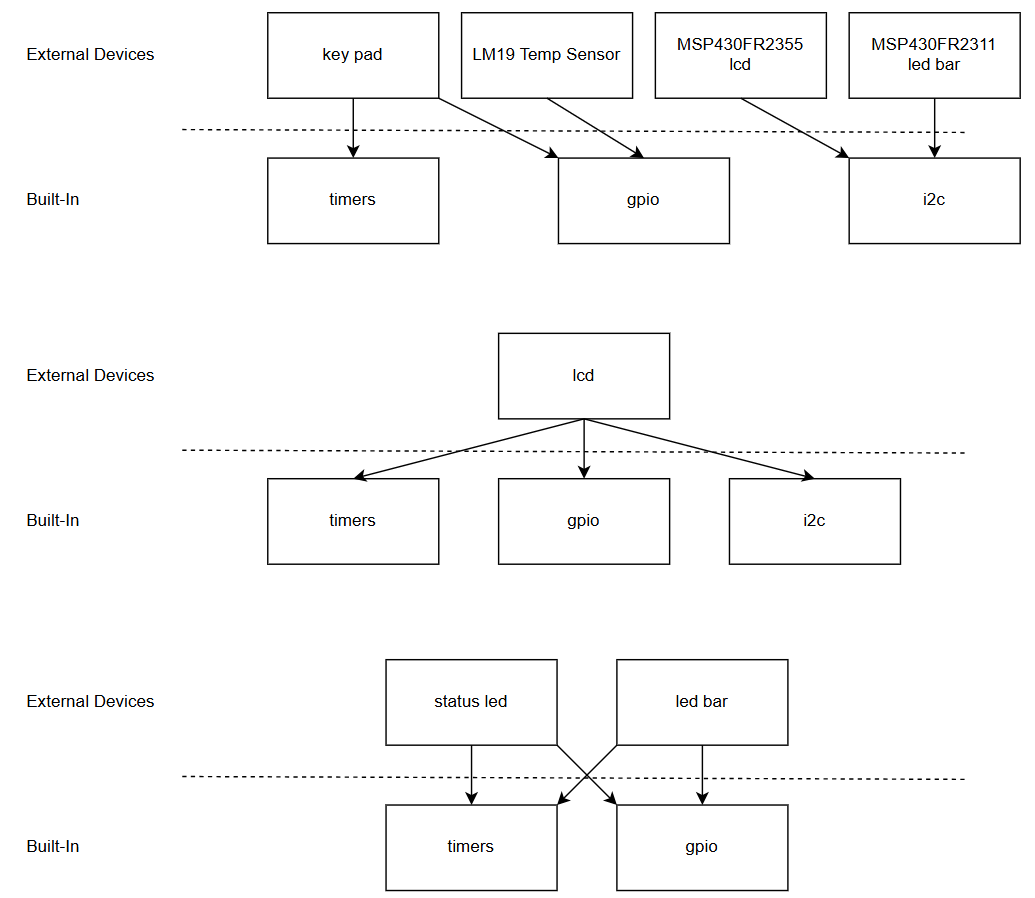 External Devices
key pad
LM19 Temp Sensor
MSP430FR2355
lcd
MSP430FR2311
led bar
Built-In
timers
gpio
i2c
External Devices
lcd
Built-In
timers
gpio
i2c
External Devices
status led
led bar
Built-In
timers
gpio